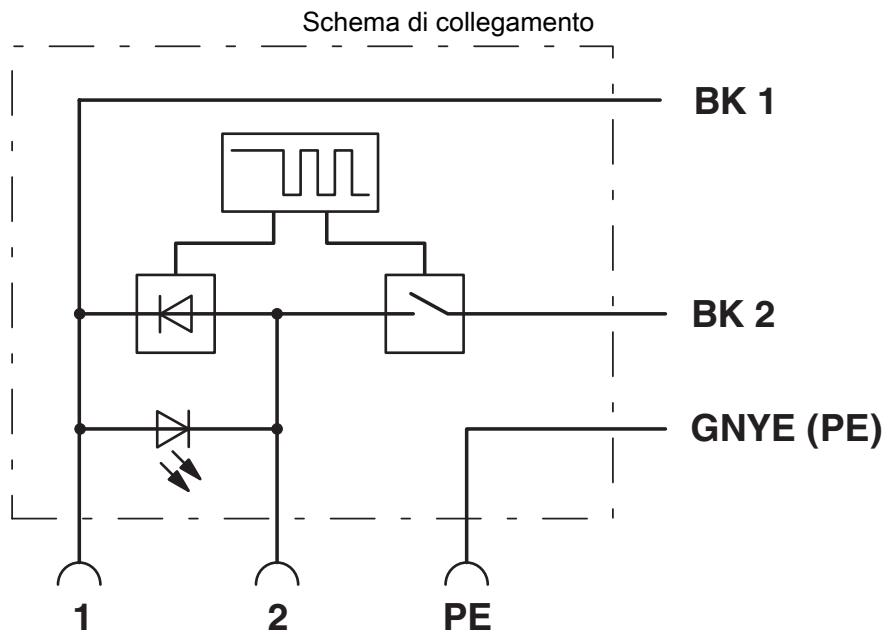 Schema di collegamento
BK 1
BK 2
GNYE (PE)
1 2 PE